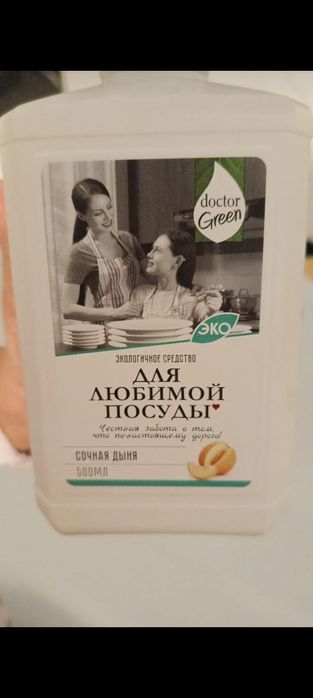 doctor
Green
ЭКО
ЭКОЛОГИЧНОЕ СРЕДСТВО
ДЛЯ
ЛЮБИМОЙ
ПОСУДЫ
Честная забота о том,
что по-настоящему дорого!
СОЧНАЯ ДЫНЯ
500МЛ